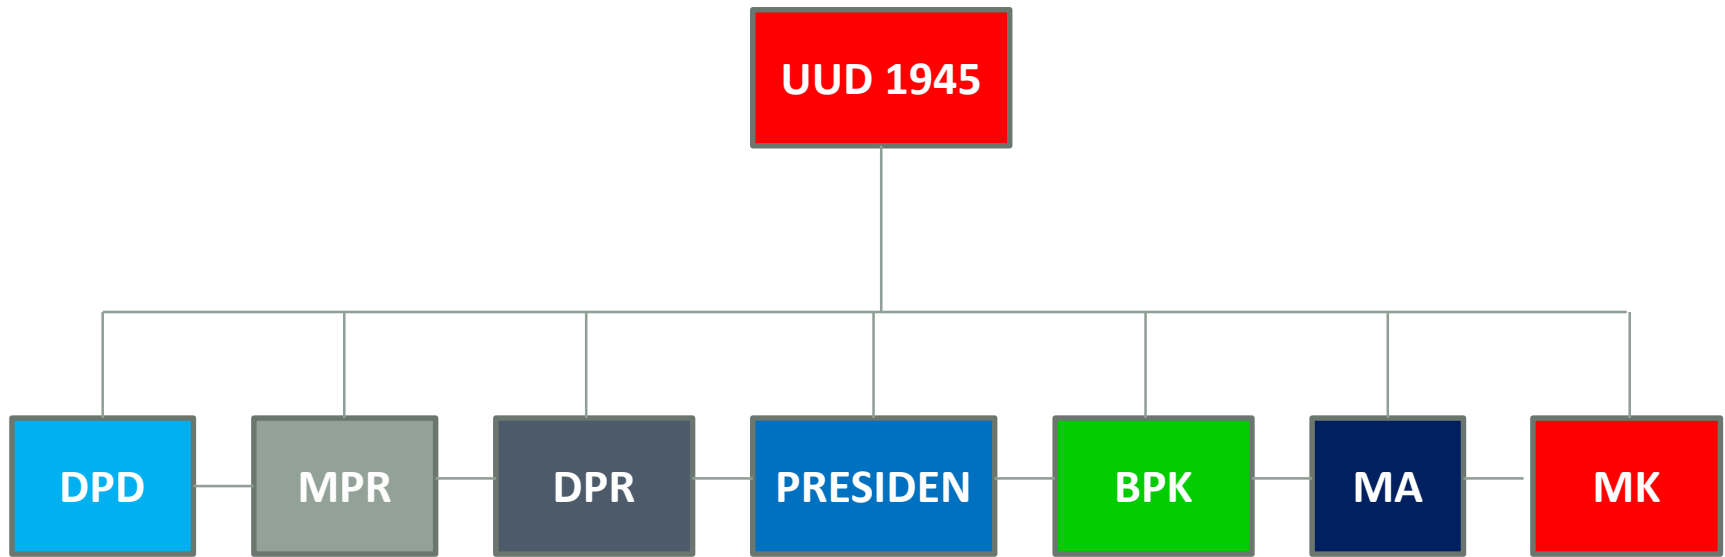 UUD 1945
DPD
MPR
DPR
PRESIDEN
BPK
MA
MK